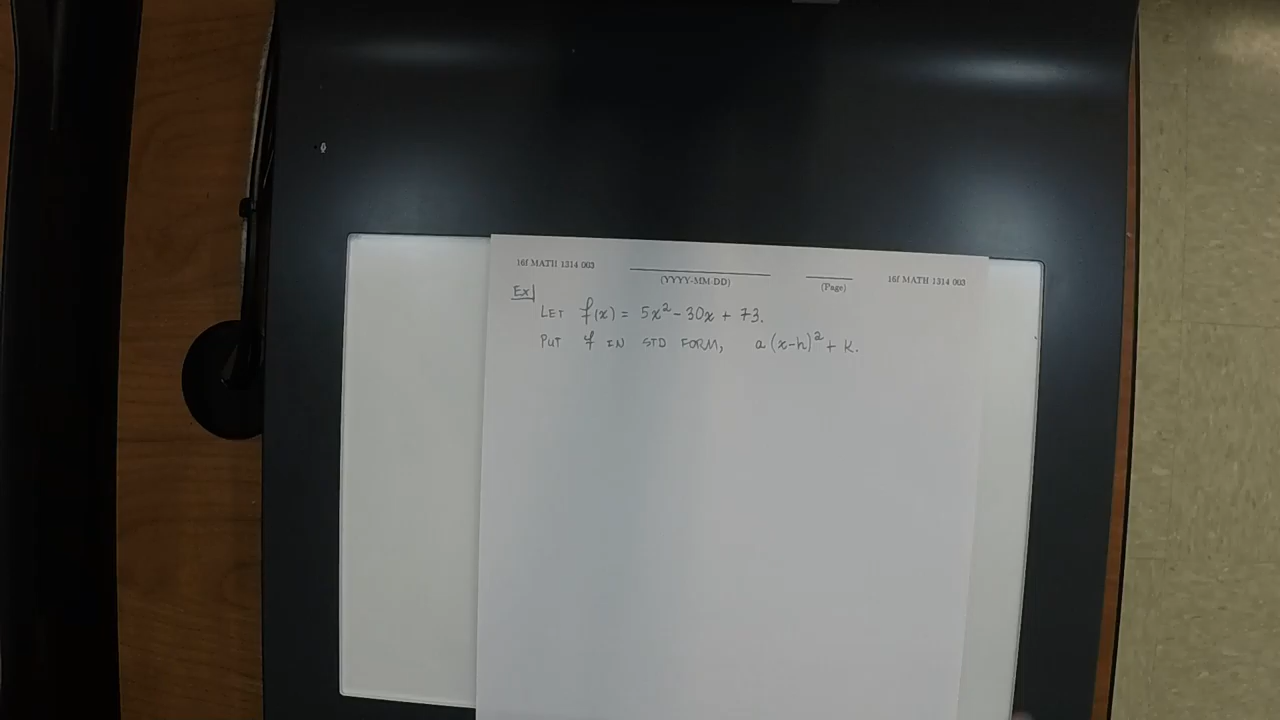 16f MATH 1314 003
(YYYY-MM-DD)
(Page)
16f MATH 1314 003
Ex
LET f(x) = 5x² - 30x + 73.
PUT f IN STD FORM, a(x-h)² + k.